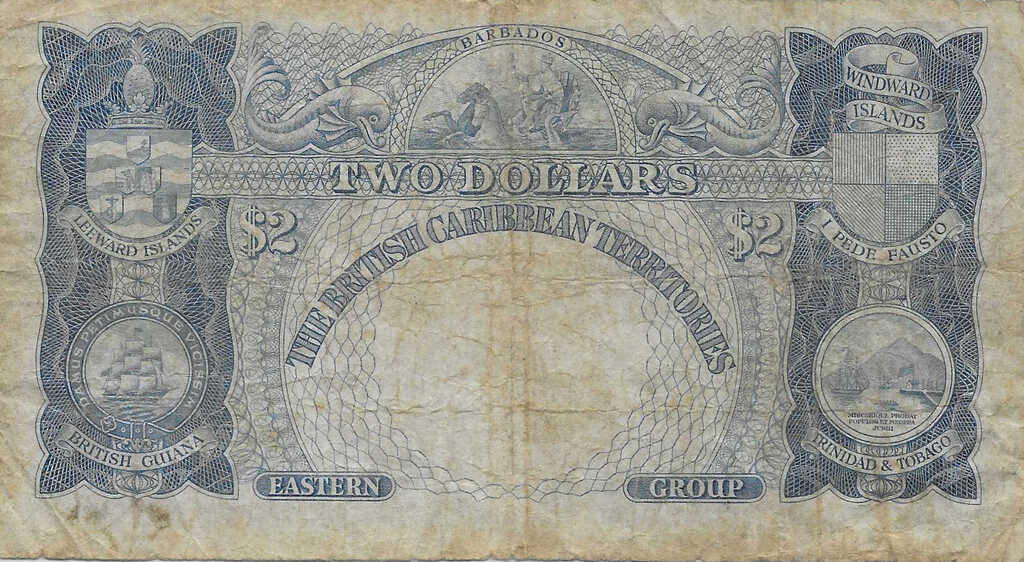 BARBADOS
WINDWARD
ISLANDS
TWO DOLLARS
LEEWARD ISLANDS
I PEDE FAUSTO
$2
$2
THE BRITISH CARIBBEAN TERRITORIES
DAMUS PETIMUSQUE VICISSIM
MISCERIQUE PROBAT
POPULOS ET FŒDERA
JUNGI
BRITISH GUIANA
TRINIDAD & TOBAGO
EASTERN
GROUP